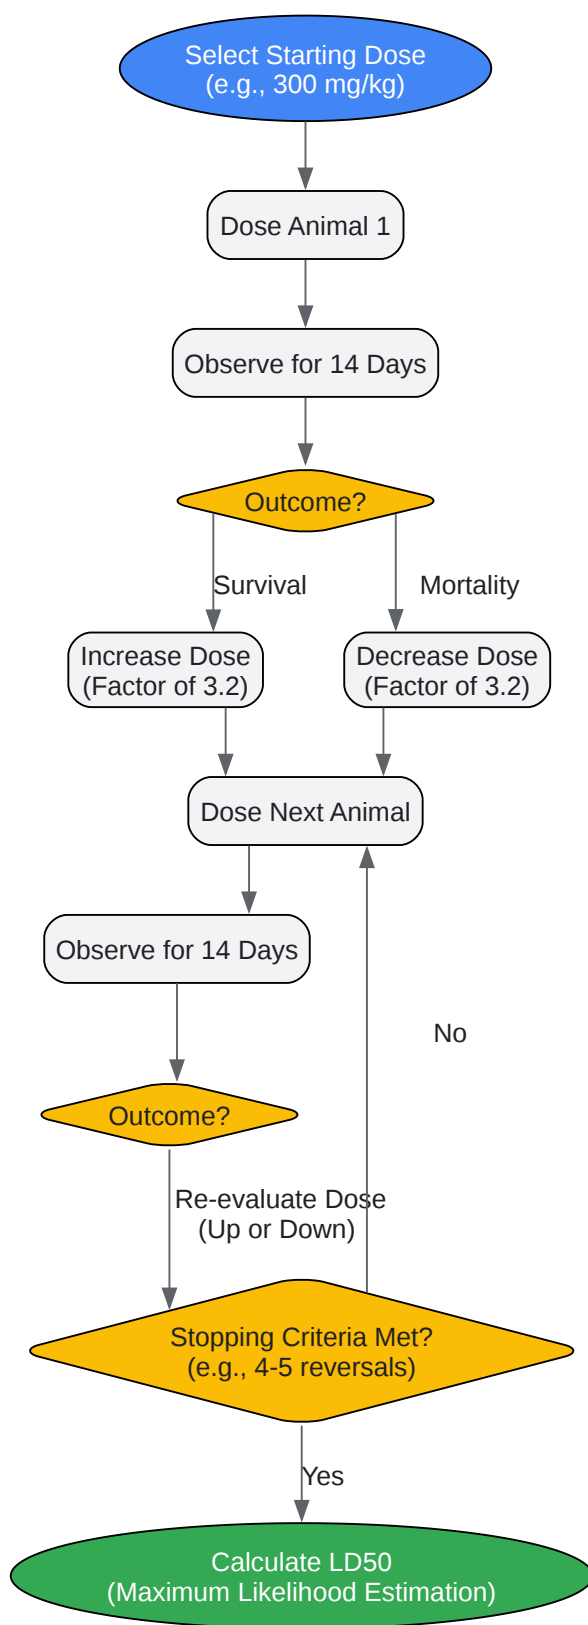 Select Starting Dose
(e.g., 300 mg/kg)
Dose Animal 1
Observe for 14 Days
Outcome?
Survival
Mortality
Increase Dose
(Factor of 3.2)
Decrease Dose
(Factor of 3.2)
Dose Next Animal
Observe for 14 Days
No
Outcome?
Re-evaluate Dose
(Up or Down)
Stopping Criteria Met?
(e.g., 4-5 reversals)
Yes
Calculate LD50
(Maximum Likelihood Estimation)